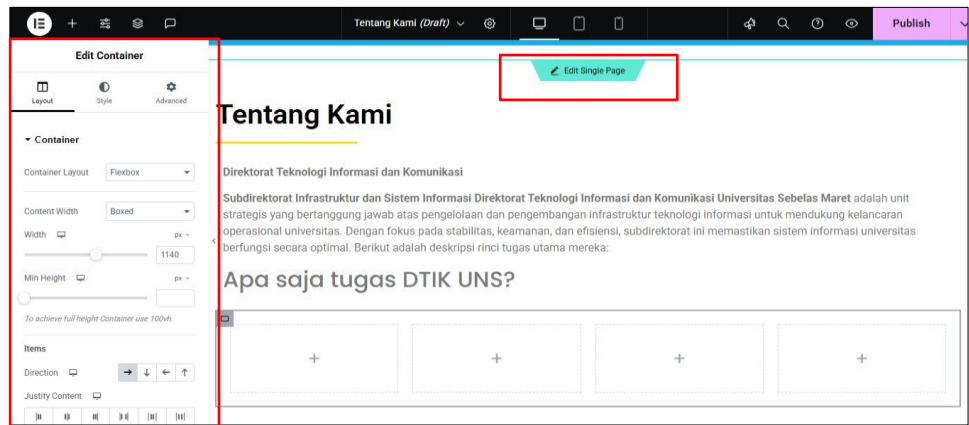 Tentang Kami (Draft)
Publish
Edit Container
Layout
Style
Advanced
Container
Container Layout
Flexbox
Content Width
Boxed
Width
px
1140
Min Height
px
To achieve full height Container use 100vh.
Items
Direction
Justify Content
Edit Single Page
Tentang Kami
Direktorat Teknologi Informasi dan Komunikasi
Subdirektorat Infrastruktur dan Sistem Informasi Direktorat Teknologi Informasi dan Komunikasi Universitas Sebelas Maret adalah unit
strategis yang bertanggung jawab atas pengelolaan dan pengembangan infrastruktur teknologi informasi untuk mendukung kelancaran
operasional universitas. Dengan fokus pada stabilitas, keamanan, dan efisiensi, subdirektorat ini memastikan sistem informasi universitas
berfungsi secara optimal. Berikut adalah deskripsi rinci tugas utama mereka:
Apa saja tugas DTIK UNS?